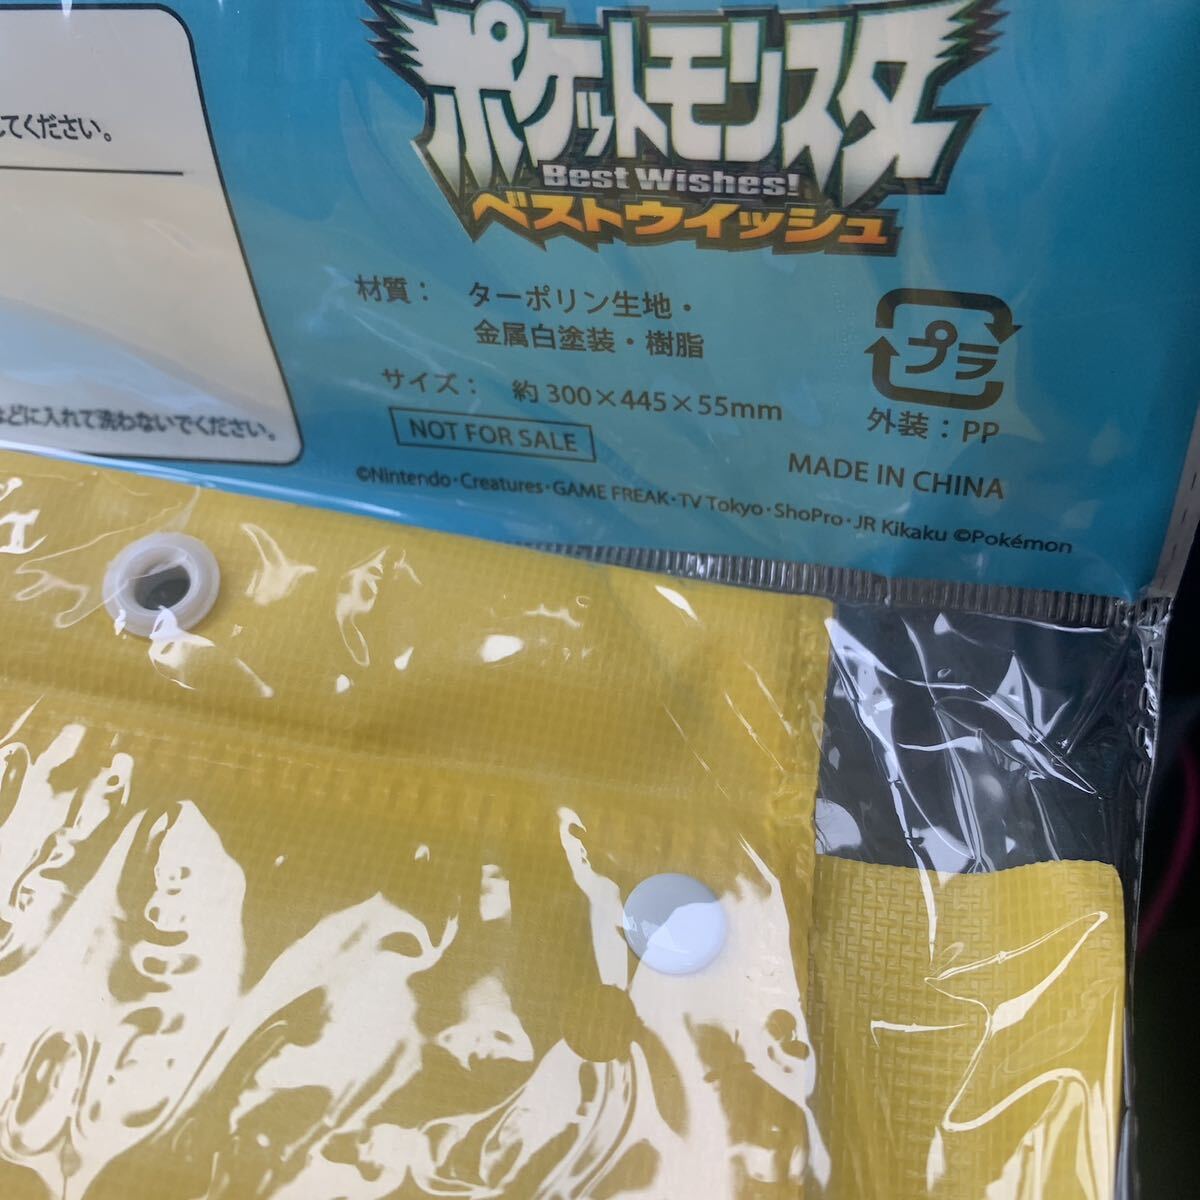 してください。
などに入れて洗わないでください。
ポケットモンスター
Best Wishes!
ベストウイッシュ
材質： ターポリン生地・
金属白塗装・樹脂
サイズ： 約 300×445×55mm
NOT FOR SALE
プラ
外装：PP
MADE IN CHINA
©Nintendo・Creatures・GAME FREAK・TV Tokyo・ShoPro・JR Kikaku ©Pokémon